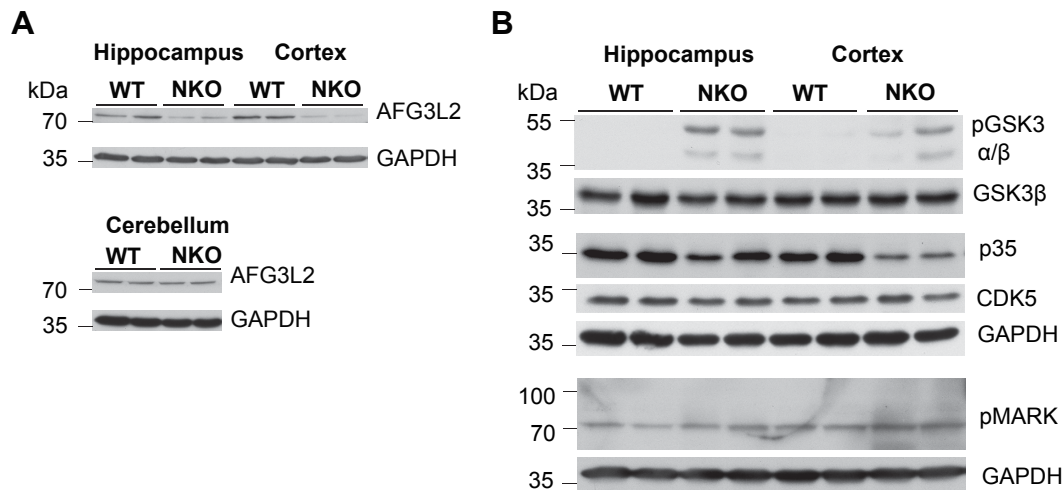 A
Hippocampus Cortex
kDa WT NKO WT NKO
70 AFG3L2
35 GAPDH
Cerebellum
WT NKO
70 AFG3L2
35 GAPDH
B
Hippocampus Cortex
kDa WT NKO WT NKO
55 pGSK3
α/β
35
35 GSK3β
35 p35
35 CDK5
35 GAPDH
100
70 pMARK
35 GAPDH